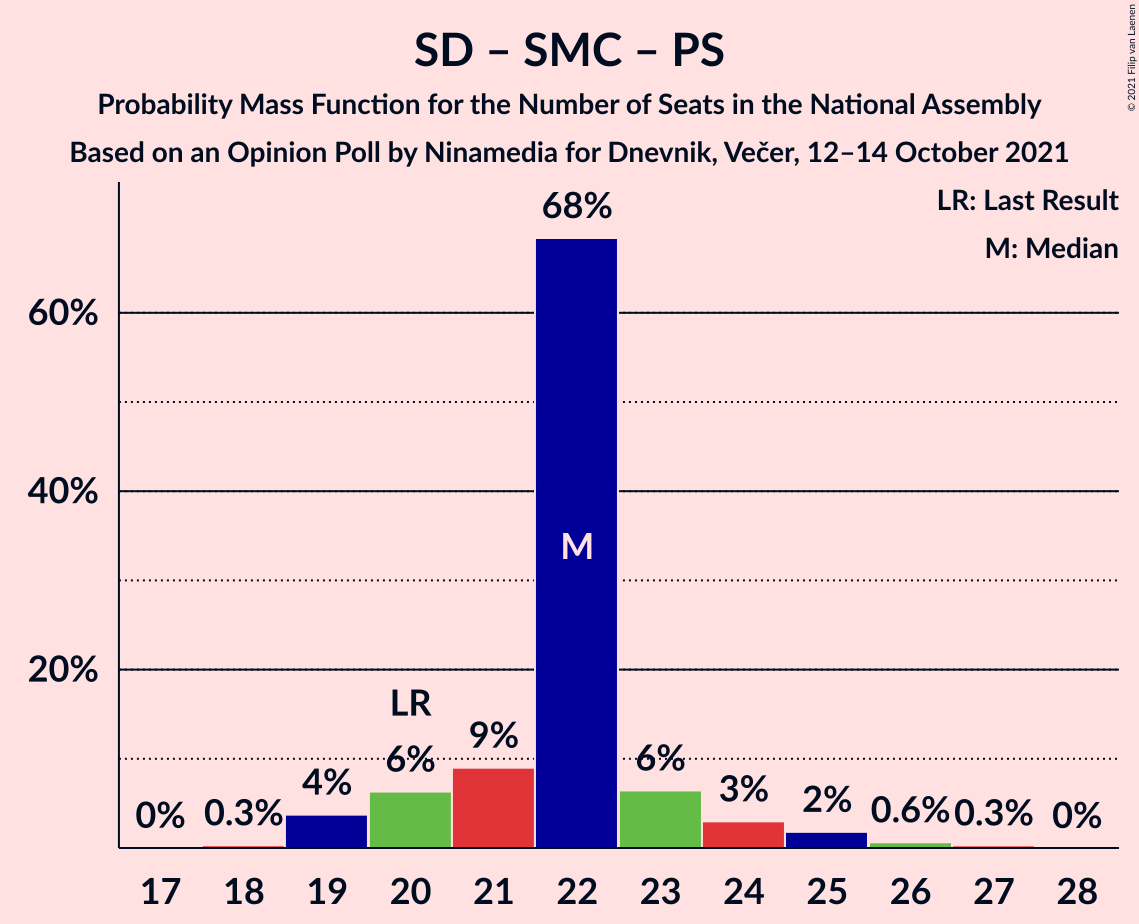 SD – SMC – PS
Probability Mass Function for the Number of Seats in the National Assembly
Based on an Opinion Poll by Ninamedia for Dnevnik, Večer, 12–14 October 2021
© 2021 Filip van Laenen
LR: Last Result
M: Median
60%
40%
20%
0%
0.3%
4%
LR
6%
9%
68%
M
6%
3%
2%
0.6%
0.3%
0%
17 18 19 20 21 22 23 24 25 26 27 28